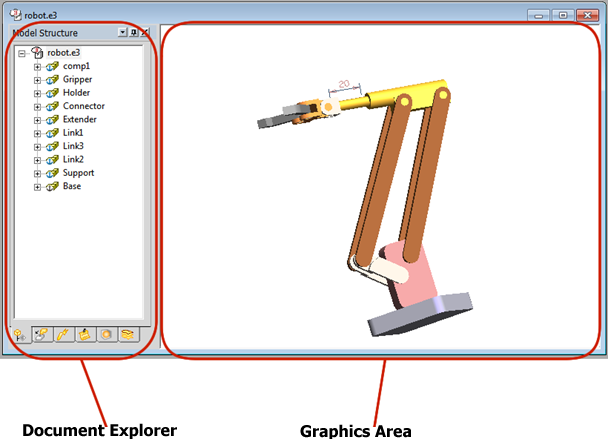 robot.e3
Model Structure
robot.e3
comp1
Gripper
Holder
Connector
Extender
Link1
Link3
Link2
Support
Base
20
Document Explorer
Graphics Area